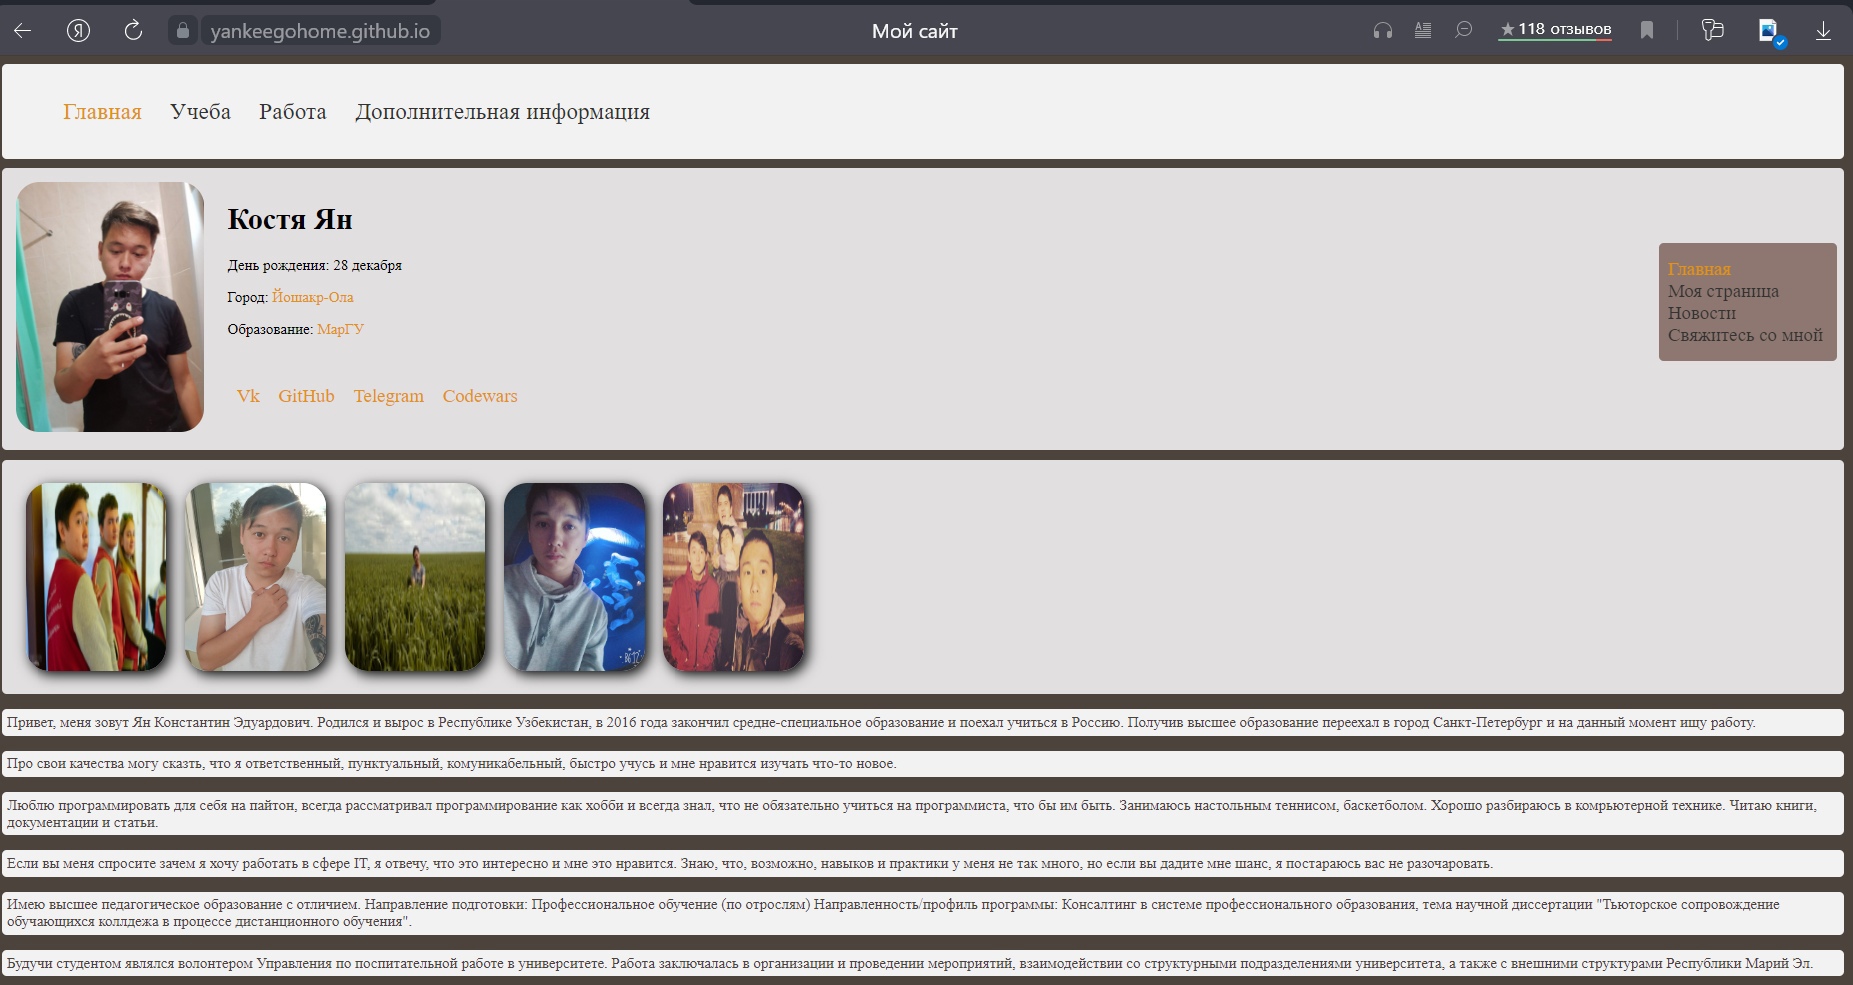 yankeegohome.github.io
Мой сайт
118 отзывов
Главная Учеба Работа Дополнительная информация
Костя Ян
День рождения: 28 декабря
Город: Йошакр-Ола
Образование: МарГУ
Vk GitHub Telegram Codewars
Главная
Моя страница
Новости
Свяжитесь со мной
Привет, меня зовут Ян Константин Эдуардович. Родился и вырос в Республике Узбекистан, в 2016 года закончил средне-специальное образование и поехал учиться в Россию. Получив высшее образование переехал в город Санкт-Петербург и на данный момент ищу работу.
Про свои качества могу сказть, что я ответственный, пунктуальный, комуникабельный, быстро учусь и мне нравится изучать что-то новое.
Люблю программировать для себя на пайтон, всегда рассматривал программирование как хобби и всегда знал, что не обязательно учиться на программиста, что бы им быть. Занимаюсь настольным теннисом, баскетболом. Хорошо разбираюсь в комрьютерной технике. Читаю книги,
документации и статьи.
Если вы меня спросите зачем я хочу работать в сфере IT, я отвечу, что это интересно и мне это нравится. Знаю, что, возможно, навыков и практики у меня не так много, но если вы дадите мне шанс, я постараюсь вас не разочаровать.
Имею высшее педагогическое образование с отличием. Направление подготовки: Профессиональное обучение (по отрослям) Направленность/профиль программы: Консалтинг в системе профессионального образования, тема научной диссертации "Тьюторское сопровождение
обучающихся коллдежа в процессе дистанционного обучения".
Будучи студентом являлся волонтером Управления по поспитательной работе в университете. Работа заключалась в организации и проведении мероприятий, взаимодействии со структурными подразделениями университета, а также с внешними структурами Республики Марий Эл.